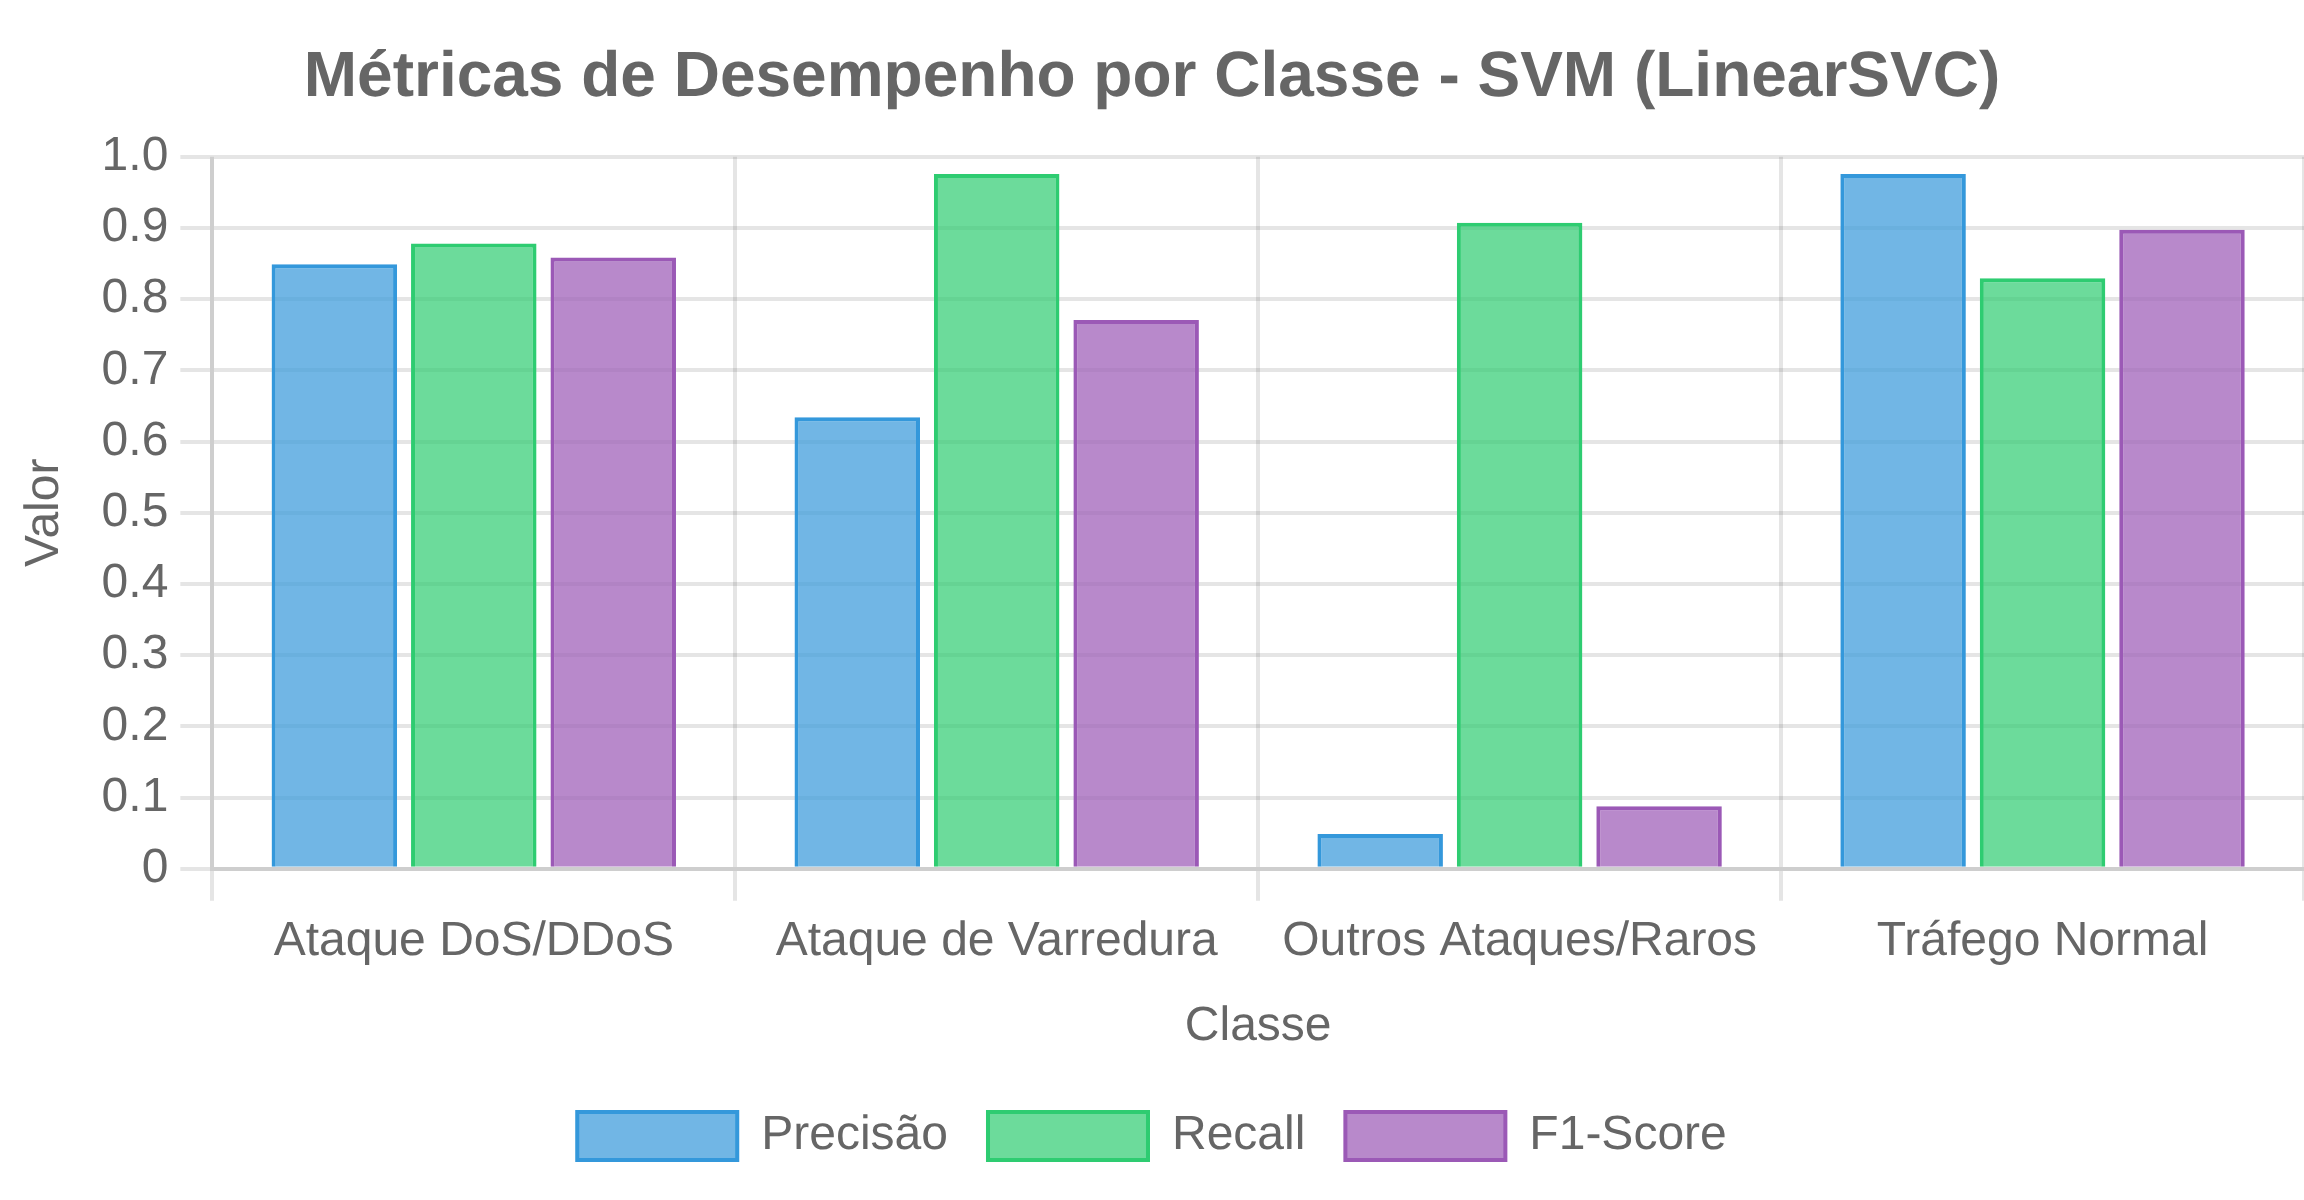 Métricas de Desempenho por Classe - SVM (LinearSVC)
1.0
0.9
0.8
0.7
0.6
0.5
0.4
0.3
0.2
0.1
0
Valor
Ataque DoS/DDoS
Ataque de Varredura
Outros Ataques/Raros
Tráfego Normal
Classe
Precisão
Recall
F1-Score